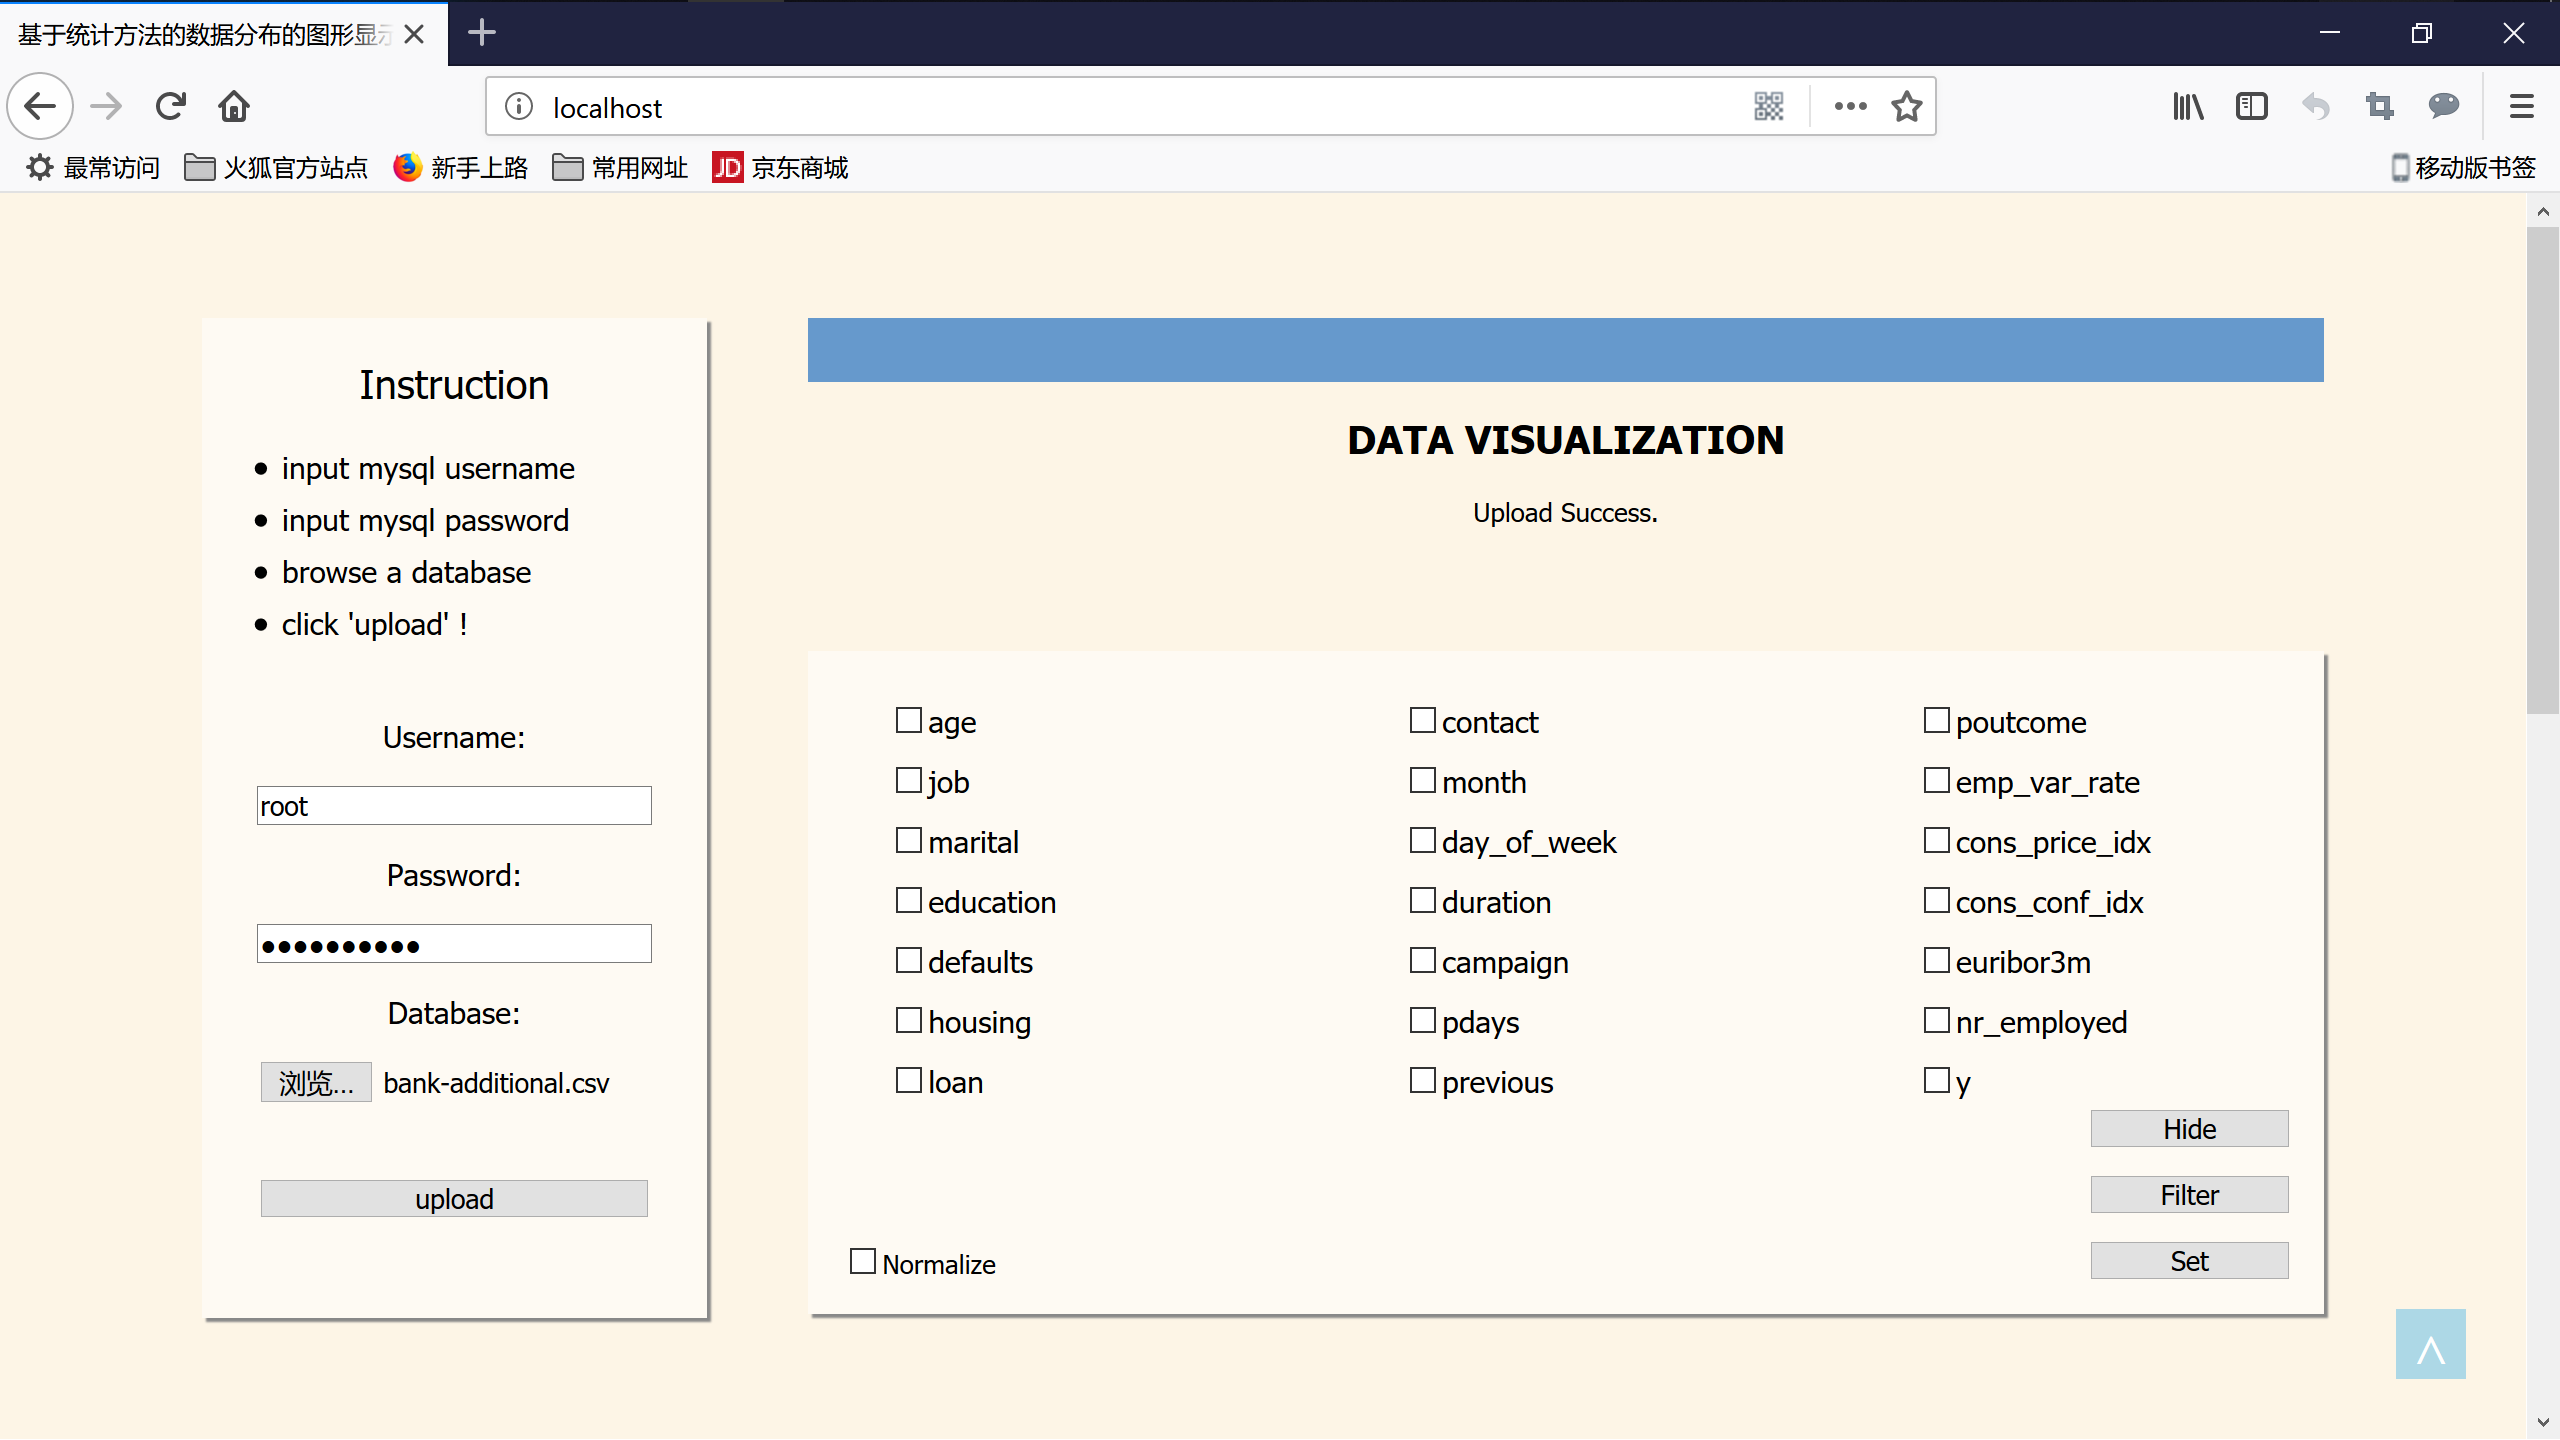 基于统计方法的数据分布的图形显示
localhost
最常访问 火狐官方站点 新手上路 常用网址 JD 京东商城 移动版书签
Instruction
• input mysql username
• input mysql password
• browse a database
• click 'upload' !
Username:
root
Password:
●●●●●●●●●●
Database:
浏览... bank-additional.csv
upload
DATA VISUALIZATION
Upload Success.
age contact poutcome
job month emp_var_rate
marital day_of_week cons_price_idx
education duration cons_conf_idx
defaults campaign euribor3m
housing pdays nr_employed
loan previous y
Hide
Filter
Normalize Set
^